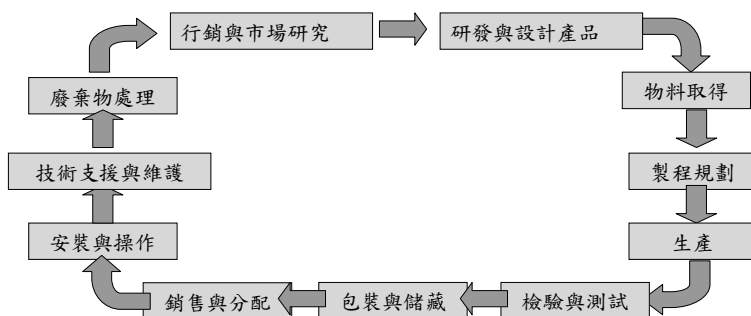 行銷與市場研究
研發與設計產品
物料取得
製程規劃
生產
檢驗與測試
包裝與儲藏
銷售與分配
安裝與操作
技術支援與維護
廢棄物處理